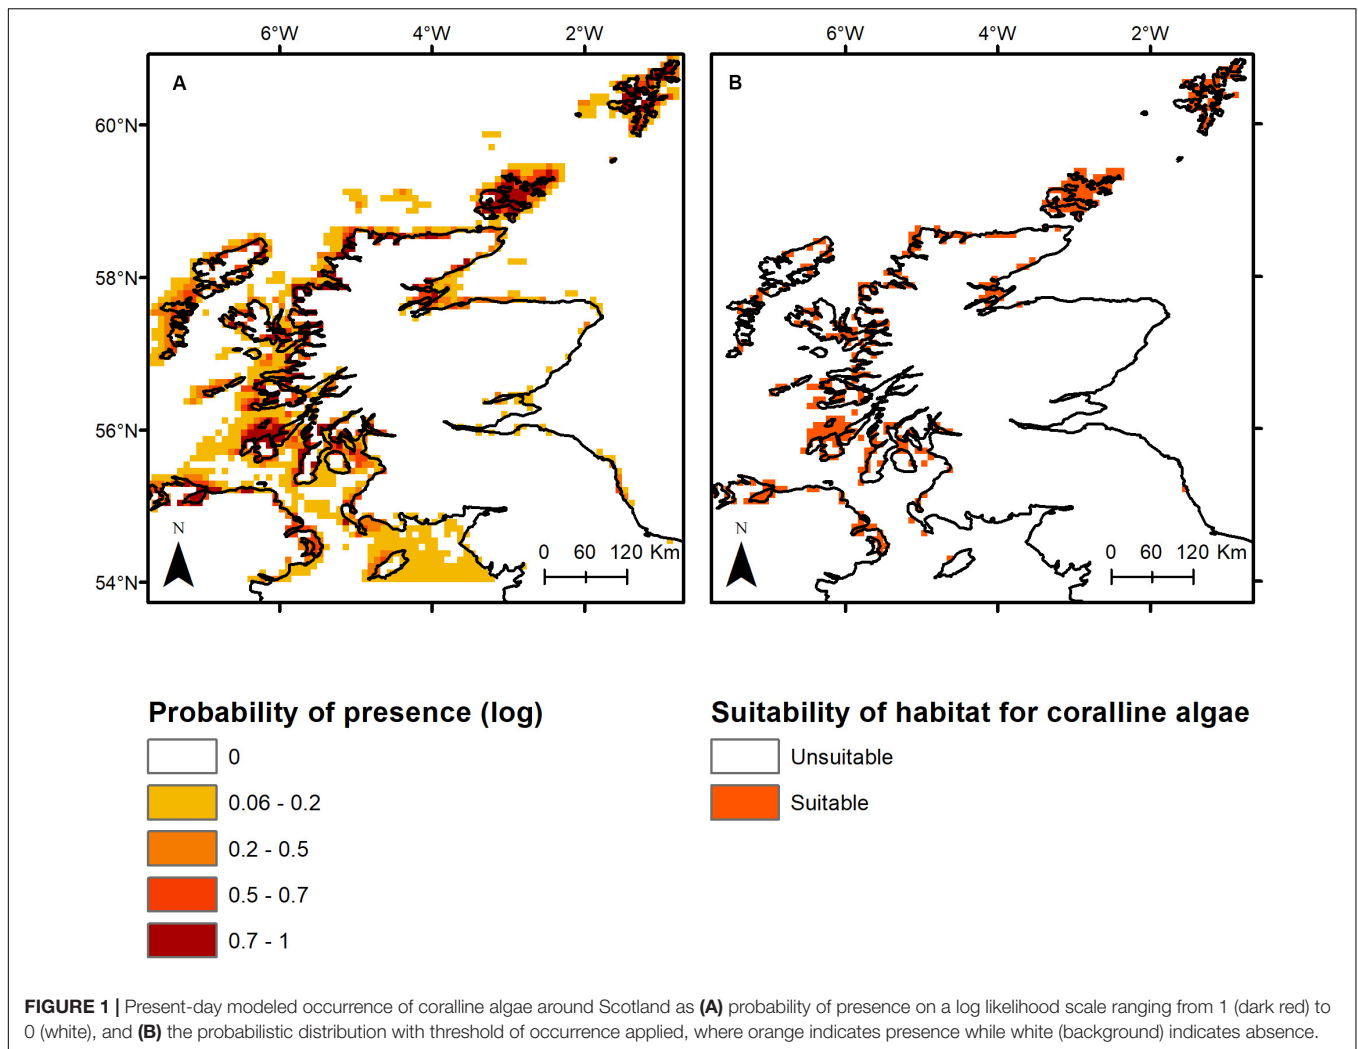 6°W 4°W 2°W 6°W 4°W 2°W
A B
60°N
58°N
56°N
54°N
N N
0 60 120 Km 0 60 120 Km
Probability of presence (log)
0
0.06 - 0.2
0.2 - 0.5
0.5 - 0.7
0.7 - 1
Suitability of habitat for coralline algae
Unsuitable
Suitable
FIGURE 1 | Present-day modeled occurrence of coralline algae around Scotland as (A) probability of presence on a log likelihood scale ranging from 1 (dark red) to
0 (white), and (B) the probabilistic distribution with threshold of occurrence applied, where orange indicates presence while white (background) indicates absence.